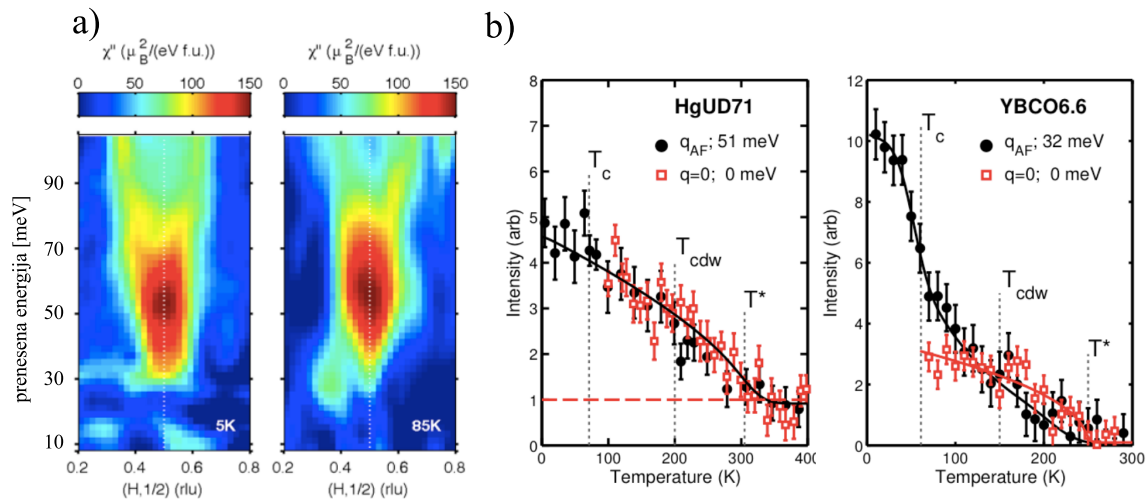 a)
χ" (μ_B^2/(eV f.u.)) χ" (μ_B^2/(eV f.u.))
0 50 100 150 0 50 100 150
prenesena energija [meV]
90
70
50
30
10
5K
85K
0.2 0.4 0.6 0.8 0.2 0.4 0.6 0.8
(H,1/2) (rlu) (H,1/2) (rlu)
b)
8
7
6
5
4
3
2
1
0
Intensity (arb)
HgUD71
q_AF; 51 meV
q=0; 0 meV
T_c
T_cdw
T*
0 100 200 300 400
Temperature (K)
12
10
8
6
4
2
0
Intensity (arb)
YBCO6.6
q_AF; 32 meV
q=0; 0 meV
T_c
T_cdw
T*
0 50 100 150 200 250 300
Temperature (K)